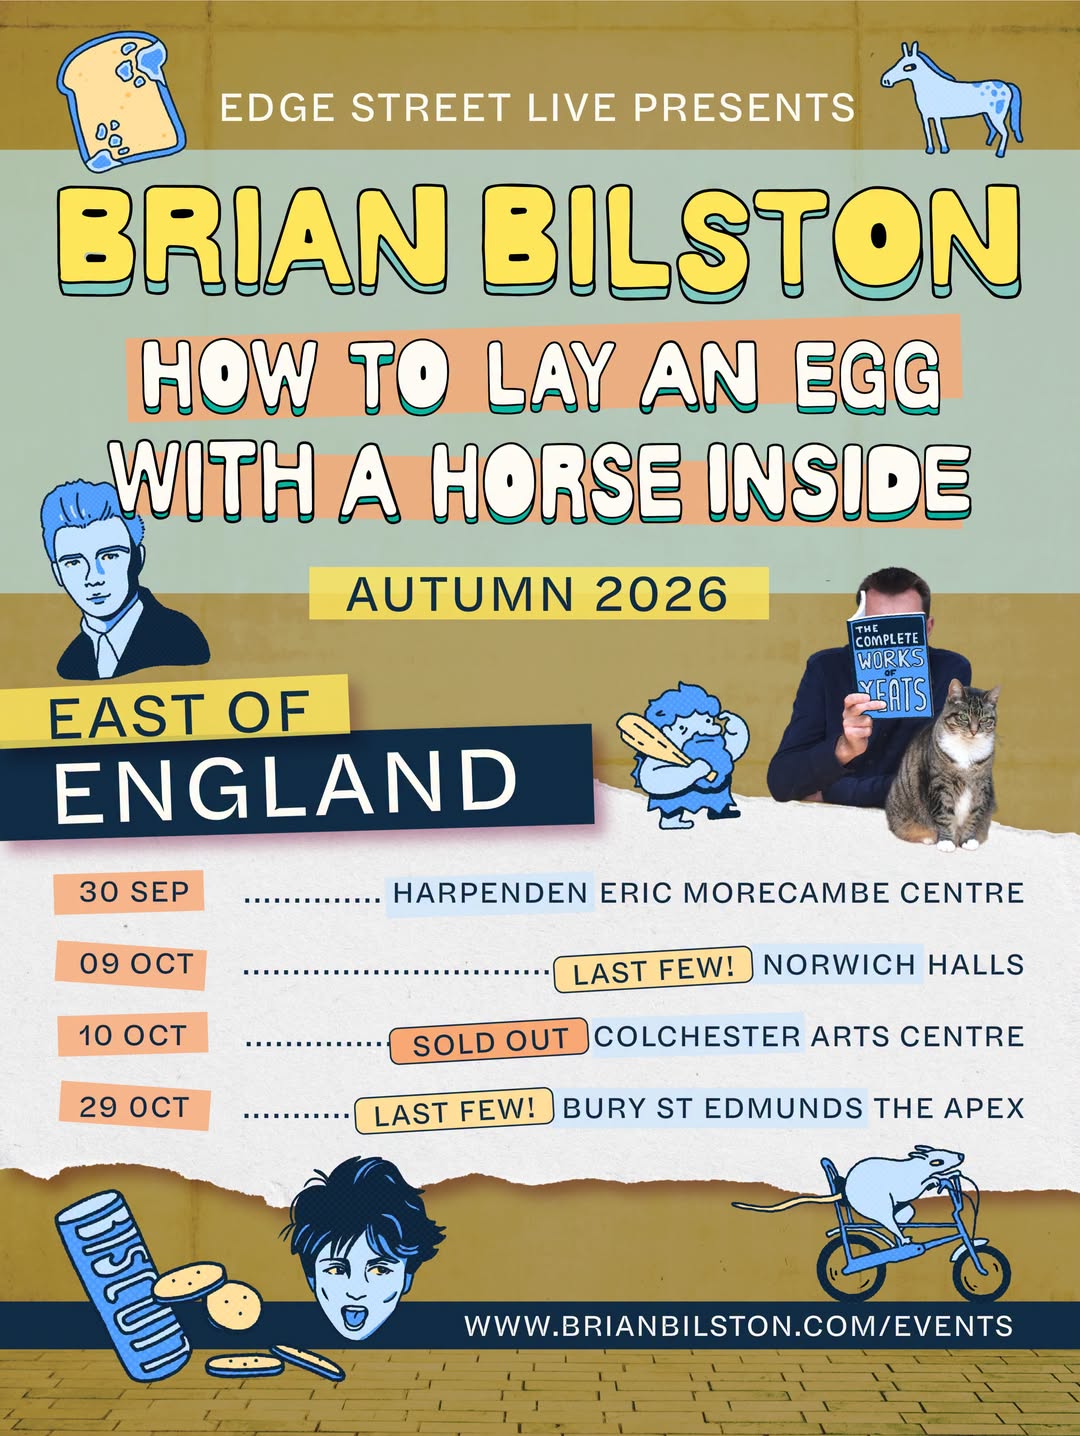 EDGE STREET LIVE PRESENTS
BRIAN BILSTON
HOW TO LAY AN EGG
WITH A HORSE INSIDE
AUTUMN 2026
THE
COMPLETE
WORKS
OF
YEATS
EAST OF
ENGLAND
30 SEP .............. HARPENDEN ERIC MORECAMBE CENTRE
09 OCT ............................... LAST FEW! NORWICH HALLS
10 OCT ............... SOLD OUT COLCHESTER ARTS CENTRE
29 OCT ........... LAST FEW! BURY ST EDMUNDS THE APEX
BISCUIT
WWW.BRIANBILSTON.COM/EVENTS